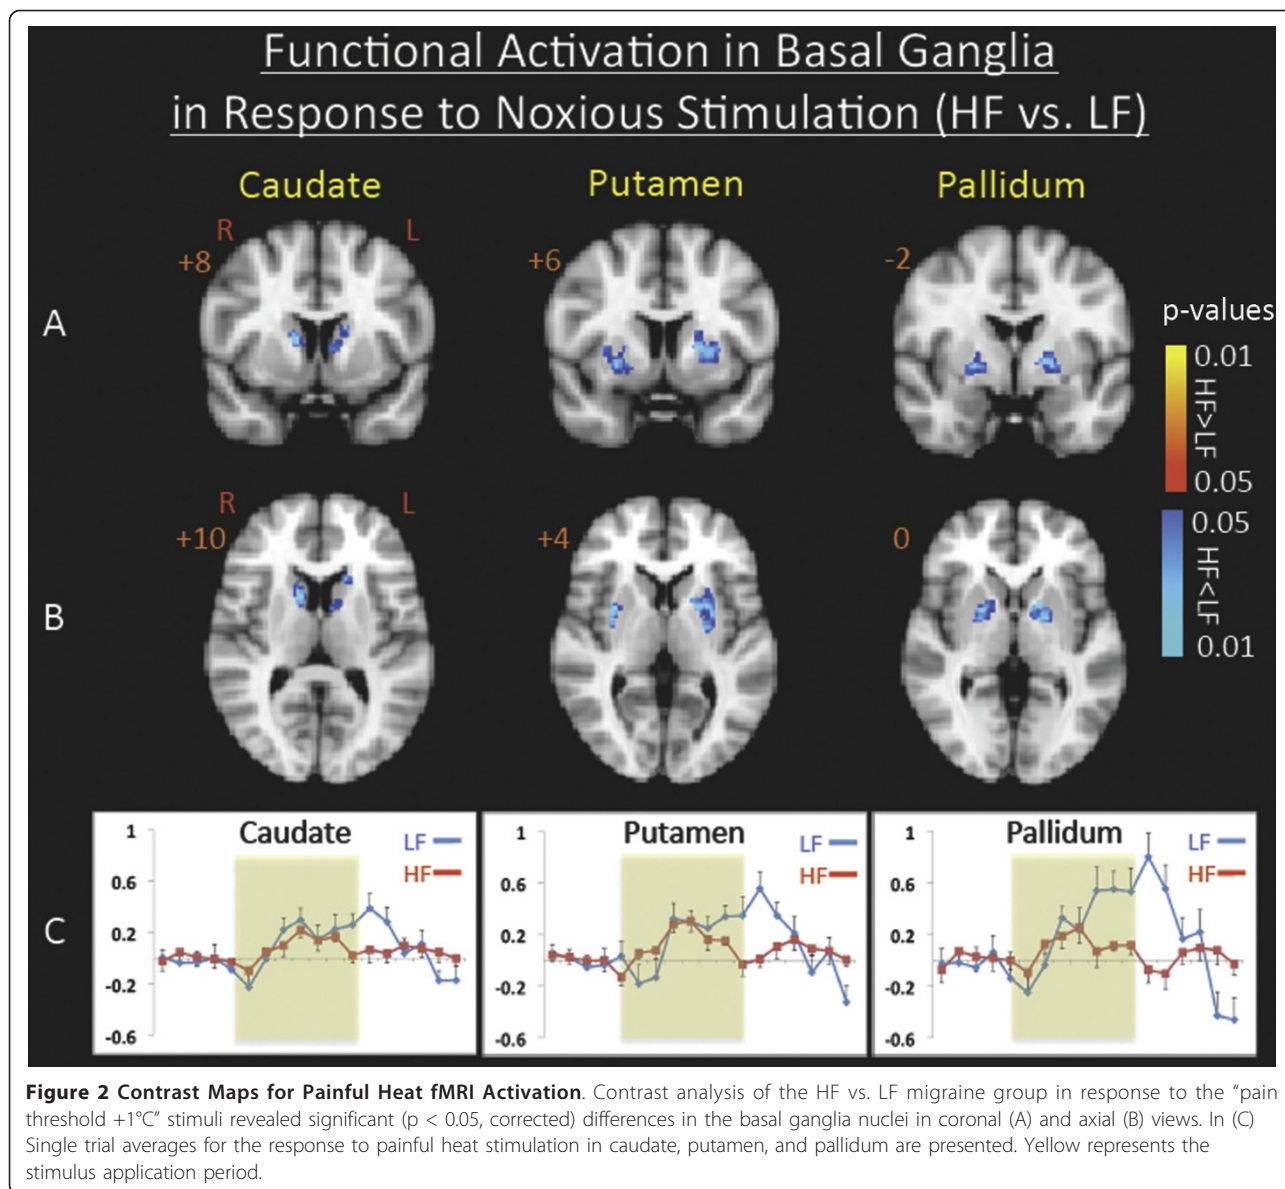 Functional Activation in Basal Ganglia
in Response to Noxious Stimulation (HF vs. LF)
Caudate Putamen Pallidum
R L
+8 +6 -2
A
p-values
0.01
HF>LF
0.05
R L
+10 +4 0
0.05
HF<LF
0.01
B
C
Caudate
LF
HF
1
0.6
0.2
-0.2
-0.6
Putamen
LF
HF
1
0.6
0.2
-0.2
-0.6
Pallidum
LF
HF
1
0.6
0.2
-0.2
-0.6
Figure 2 Contrast Maps for Painful Heat fMRI Activation. Contrast analysis of the HF vs. LF migraine group in response to the “pain
threshold +1°C” stimuli revealed significant (p < 0.05, corrected) differences in the basal ganglia nuclei in coronal (A) and axial (B) views. In (C)
Single trial averages for the response to painful heat stimulation in caudate, putamen, and pallidum are presented. Yellow represents the
stimulus application period.